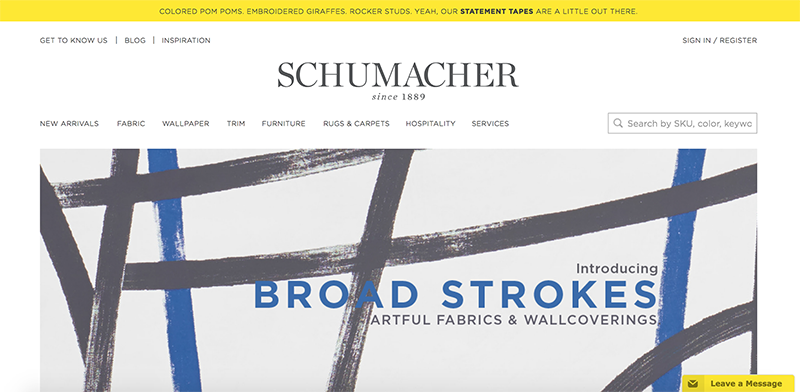 COLORED POM POMS. EMBROIDERED GIRAFFES. ROCKER STUDS. YEAH, OUR STATEMENT TAPES ARE A LITTLE OUT THERE.
GET TO KNOW US | BLOG | INSPIRATION
SIGN IN / REGISTER
SCHUMACHER
since 1889
NEW ARRIVALS FABRIC WALLPAPER TRIM FURNITURE RUGS & CARPETS HOSPITALITY SERVICES
Search by SKU, color, keywo
Introducing
BROAD STROKES
ARTFUL FABRICS & WALLCOVERINGS
Leave a Message